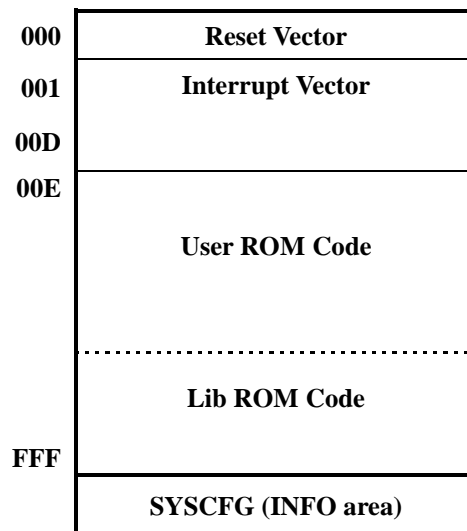 000 Reset Vector
001 Interrupt Vector
00D
00E
User ROM Code
Lib ROM Code
FFF
SYSCFG (INFO area)